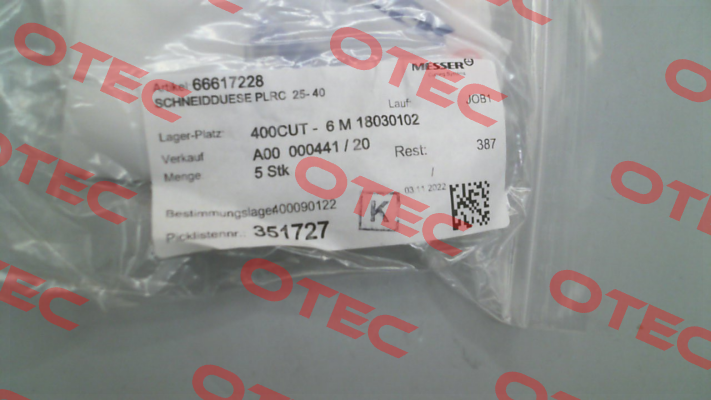 MESSER
Artikel: 66617228
SCHNEIDDUESE PLRC 25-40
Lauf JOB1
Lager-Platz: 400CUT - 6 M 18030102
Verkauf A00 000441 / 20 Rest: 387
Menge 5 Stk /
03.11.2022
Bestimmungslage400090122
K
Picklistennr.: 351727
OTEC